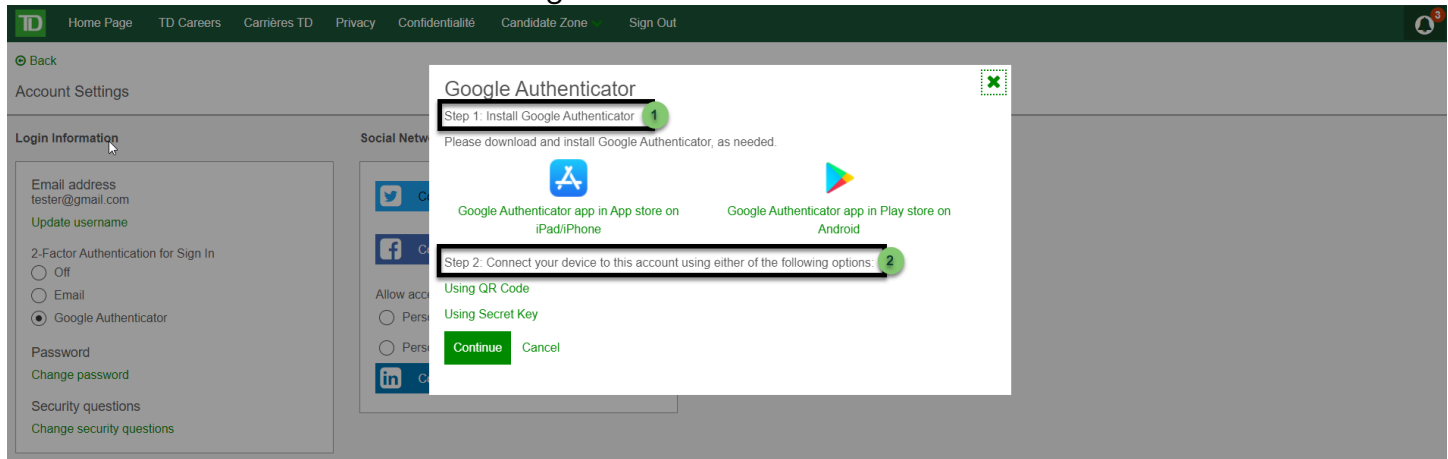 TD Home Page TD Careers Carrières TD Privacy Confidentialité Candidate Zone Sign Out 3
Back
Account Settings
Login Information
Email address
tester@gmail.com
Update username
2-Factor Authentication for Sign In
Off
Email
Google Authenticator
Password
Change password
Security questions
Change security questions
Social Netw
Allow acc
Pers
Pers
in
Google Authenticator
Step 1: Install Google Authenticator 1
Please download and install Google Authenticator, as needed.
Google Authenticator app in App store on
iPad/iPhone
Google Authenticator app in Play store on
Android
Step 2: Connect your device to this account using either of the following options: 2
Using QR Code
Using Secret Key
Continue Cancel